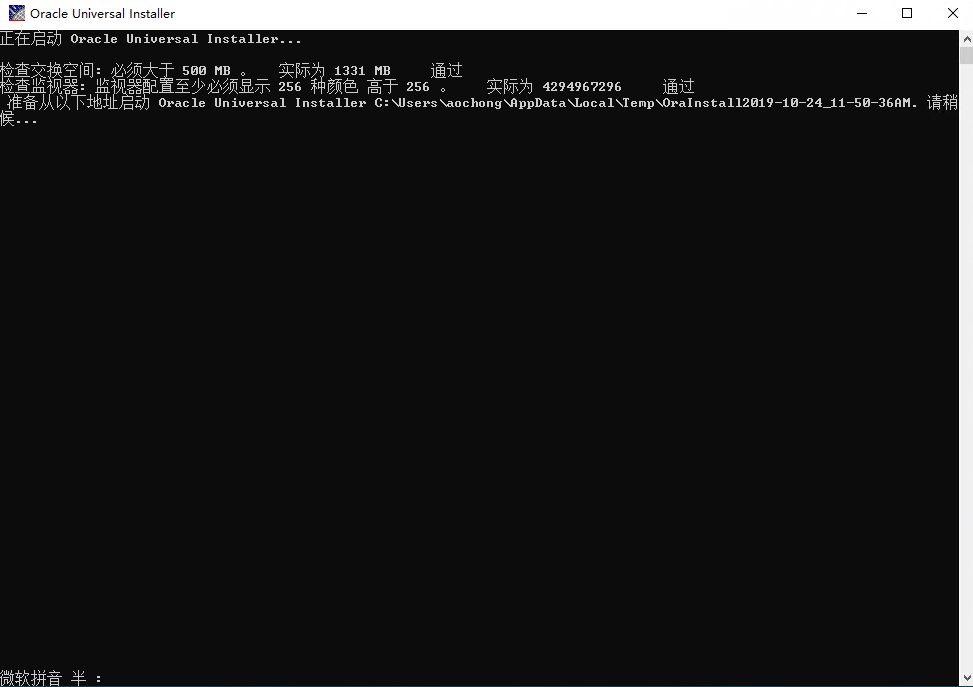 Oracle Universal Installer
正在启动 Oracle Universal Installer...
检查交换空间: 必须大于 500 MB 。 实际为 1331 MB 通过
检查监视器: 监视器配置至少必须显示 256 种颜色 高于 256 。 实际为 4294967296 通过
准备从以下地址启动 Oracle Universal Installer C:\Users\aochong\AppData\Local\Temp\OraInstall2019-10-24_11-50-36AM. 请稍
候...
微软拼音 半 :